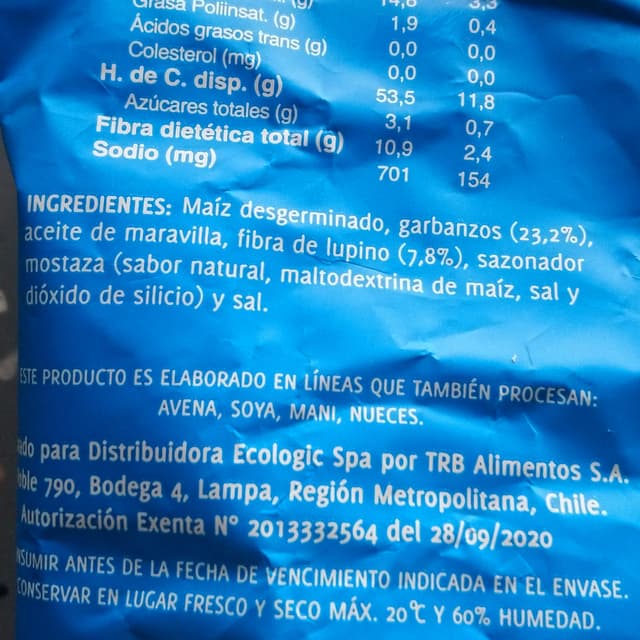 Grasa Poliinsat. (g) 1,9 0,4
Ácidos grasos trans (g) 0,0 0,0
Colesterol (mg) 0,0 0,0
H. de C. disp. (g) 53,5 11,8
Azúcares totales (g) 3,1 0,7
Fibra dietética total (g) 10,9 2,4
Sodio (mg) 701 154
INGREDIENTES: Maíz desgerminado, garbanzos (23,2%),
aceite de maravilla, fibra de lupino (7,8%), sazonador
mostaza (sabor natural, maltodextrina de maíz, sal y
dióxido de silicio) y sal.
ESTE PRODUCTO ES ELABORADO EN LÍNEAS QUE TAMBIÉN PROCESAN:
AVENA, SOYA, MANI, NUECES.
para Distribuidora Ecologic Spa por TRB Alimentos S.A.
790, Bodega 4, Lampa, Región Metropolitana, Chile.
Autorización Exenta N° 2013332564 del 28/09/2020
NSUMIR ANTES DE LA FECHA DE VENCIMIENTO INDICADA EN EL ENVASE.
CONSERVAR EN LUGAR FRESCO Y SECO MÁX. 20°C Y 60% HUMEDAD.